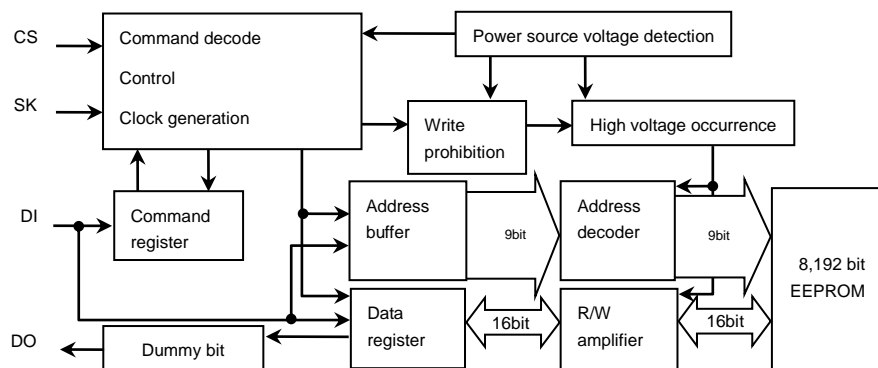 CS
Command decode
Power source voltage detection
Control
SK
Clock generation
Write
prohibition
High voltage occurrence
DI
Command
register
Address
buffer
9bit
Address
decoder
9bit
8,192 bit
EEPROM
Data
register
16bit
R/W
amplifier
16bit
DO
Dummy bit